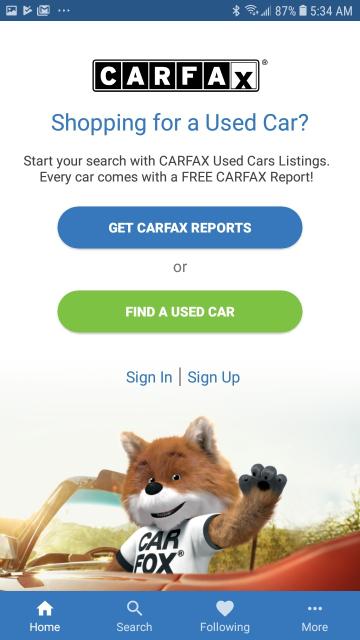 87% 5:34 AM
CARFAX®
Shopping for a Used Car?
Start your search with CARFAX Used Cars Listings.
Every car comes with a FREE CARFAX Report!
GET CARFAX REPORTS
or
FIND A USED CAR
Sign In | Sign Up
CAR
FOX®
Home Search Following More